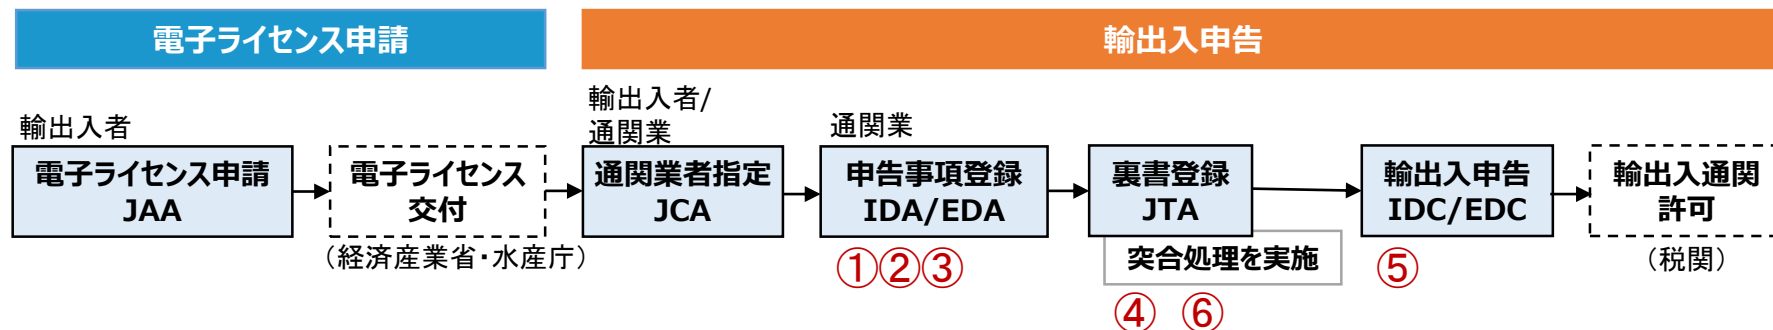 電子ライセンス申請
輸出入申告
輸出入者
電子ライセンス申請
JAA
電子ライセンス
交付
(経済産業省・水産庁)
輸出入者/
通関業
通関業者指定
JCA
通関業
申告事項登録
IDA/EDA
①②③
裏書登録
JTA
突合処理を実施
④ ⑥
輸出入申告
IDC/EDC
⑤
輸出入通関
許可
(税関)